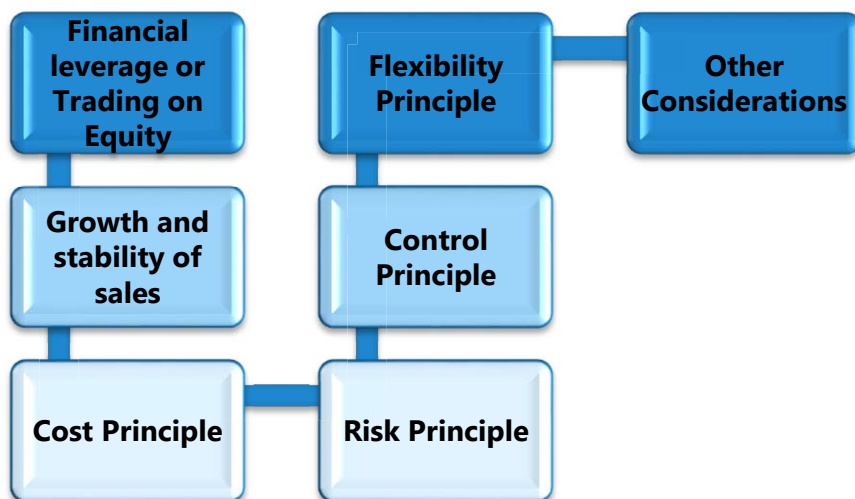 Financial
leverage or
Trading on
Equity
Growth and
stability of
sales
Cost Principle
Risk Principle
Control
Principle
Flexibility
Principle
Other
Considerations